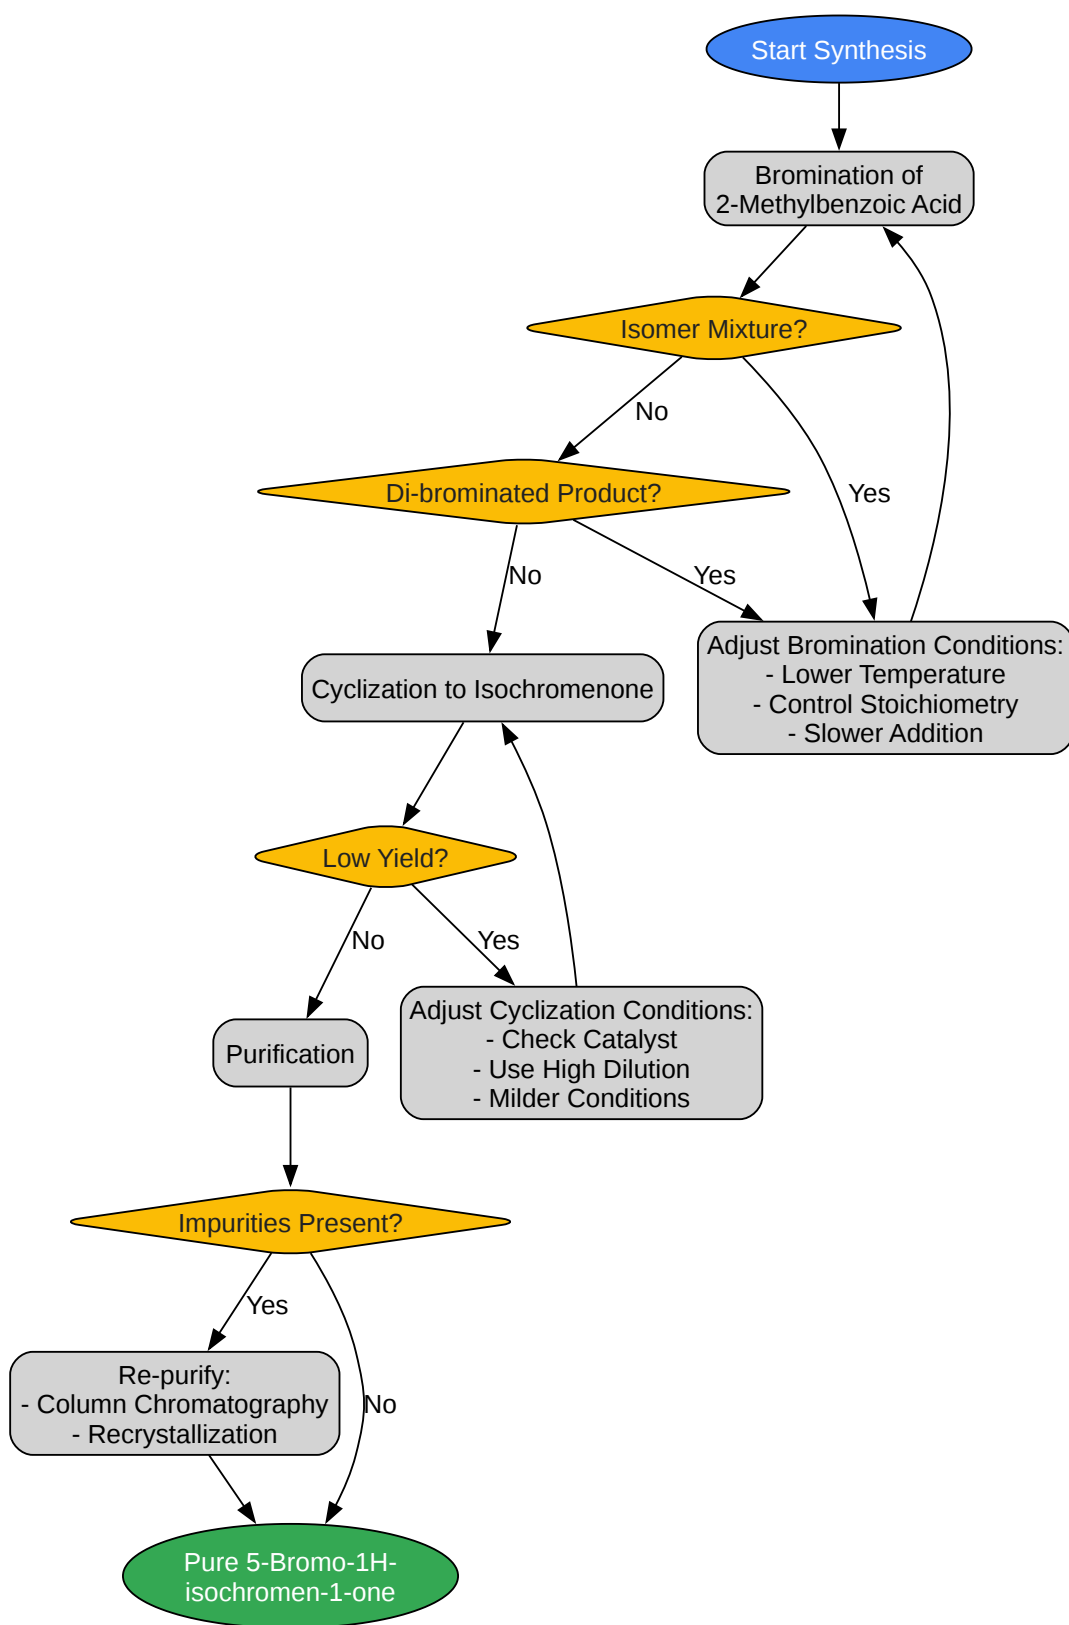 Start Synthesis
Bromination of
2-Methylbenzoic Acid
Isomer Mixture?
No
Di-brominated Product?
Yes
No
Yes
Adjust Bromination Conditions:
- Lower Temperature
- Control Stoichiometry
- Slower Addition
Cyclization to Isochromenone
Low Yield?
No
Yes
Adjust Cyclization Conditions:
- Check Catalyst
- Use High Dilution
- Milder Conditions
Purification
Impurities Present?
Yes
No
Re-purify:
- Column Chromatography
- Recrystallization
Pure 5-Bromo-1H-
isochromen-1-one